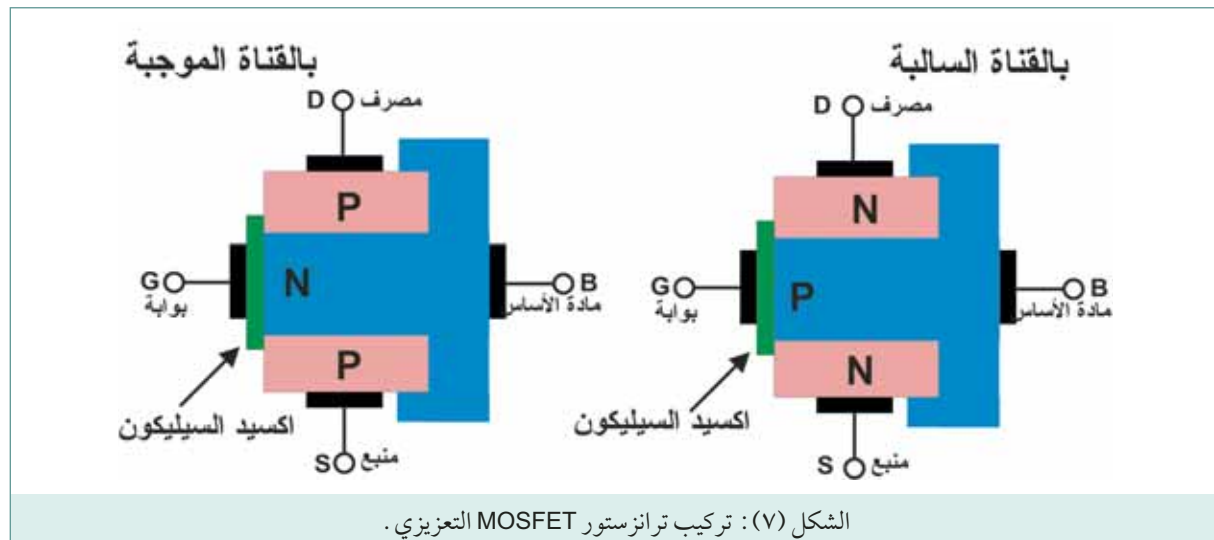 بالقناة السالبة
D مصرف
N
P
G
بوابة
B
مادة الأساس
N
اكسيد السيليكون
S منبع
بالقناة الموجبة
D مصرف
P
N
G
بوابة
B
مادة الأساس
P
اكسيد السيليكون
S منبع
الشكل (٧): تركيب ترانزستور MOSFET التعزيزي.